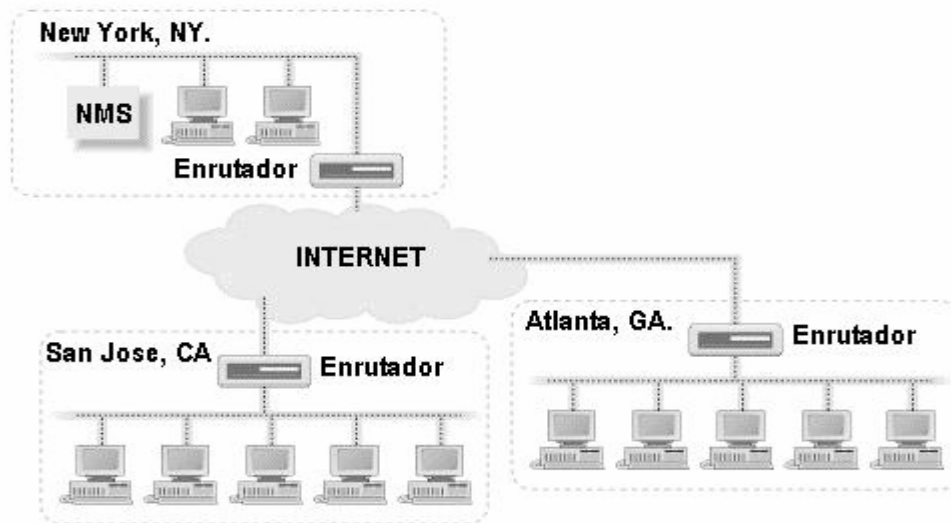 New York, NY.
NMS
Enrutador
INTERNET
San Jose, CA
Enrutador
Atlanta, GA.
Enrutador